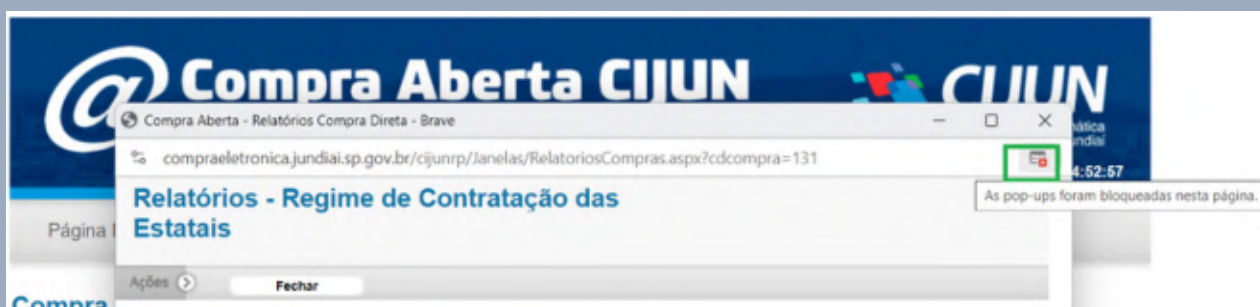 @ Compra Aberta CIJUN
CIJUN
Compra Aberta - Relatórios Compra Direta - Brave
mática
ndiaí
compraeletronica.jundiai.sp.gov.br/cijunrp/Janelas/RelatoriosCompras.aspx?cdcompra=131
4:52:57
Relatórios - Regime de Contratação das
Estatais
As pop-ups foram bloqueadas nesta página.
Página
Ações
Fechar
Compra